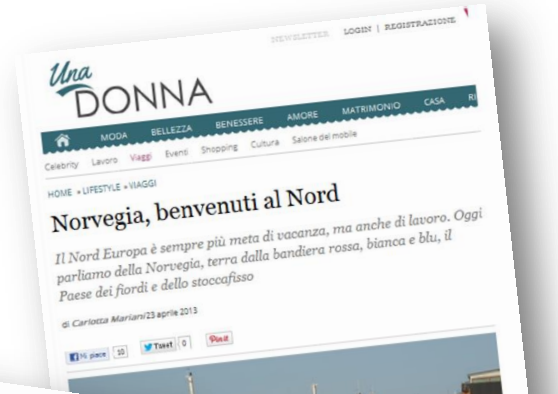 NEWSLETTER LOGIN | REGISTRAZIONE
Una
DONNA
MODA BELLEZZA BENESSERE AMORE MATRIMONIO CASA RI
Celebrity Lavoro Viaggi Eventi Shopping Cultura Salone del mobile
HOME » LIFESTYLE » VIAGGI
Norvegia, benvenuti al Nord
Il Nord Europa è sempre più meta di vacanza, ma anche di lavoro. Oggi
parliamo della Norvegia, terra dalla bandiera rossa, bianca e blu, il
Paese dei fiordi e dello stoccafisso
di Carlotta Mariani/23 aprile 2013
Mi piace 10 Tweet 0 Pin it